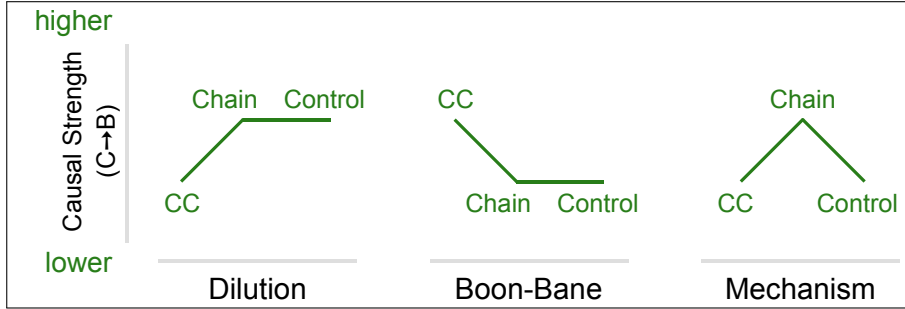 higher
Causal Strength
(C→B)
lower
Chain Control
CC
Dilution
CC
Chain Control
Boon-Bane
Chain
CC Control
Mechanism